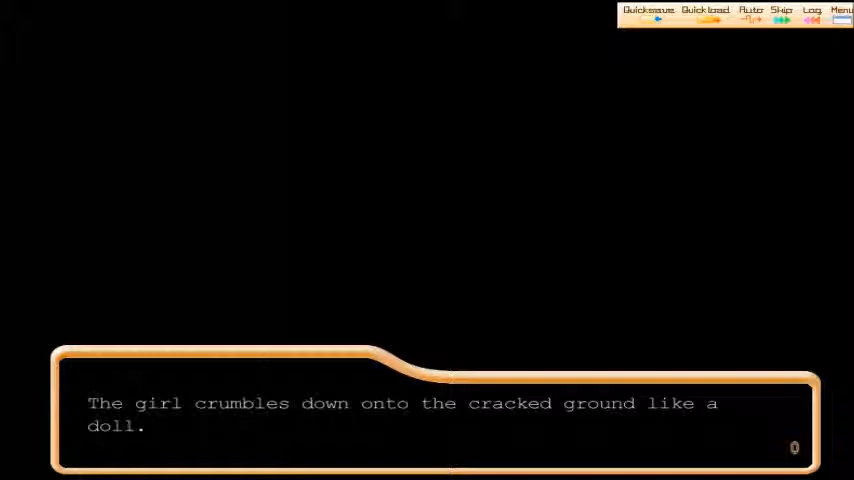 Quicksave Quickload Auto Skip Log Menu
The girl crumbles down onto the cracked ground like a
doll.